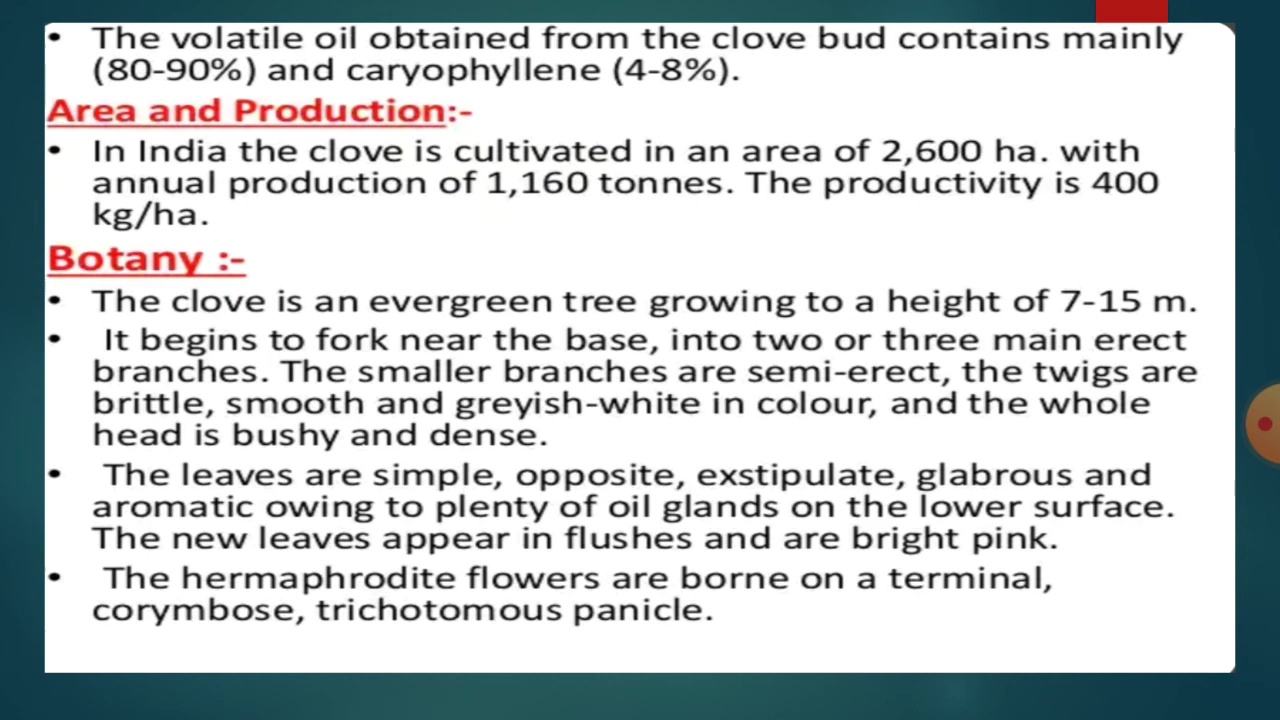 • The volatile oil obtained from the clove bud contains mainly
(80-90%) and caryophyllene (4-8%).
Area and Production:-
• In India the clove is cultivated in an area of 2,600 ha. with
annual production of 1,160 tonnes. The productivity is 400
kg/ha.
Botany :-
• The clove is an evergreen tree growing to a height of 7-15 m.
• It begins to fork near the base, into two or three main erect
branches. The smaller branches are semi-erect, the twigs are
brittle, smooth and greyish-white in colour, and the whole
head is bushy and dense.
• The leaves are simple, opposite, exstipulate, glabrous and
aromatic owing to plenty of oil glands on the lower surface.
The new leaves appear in flushes and are bright pink.
• The hermaphrodite flowers are borne on a terminal,
corymbose, trichotomous panicle.